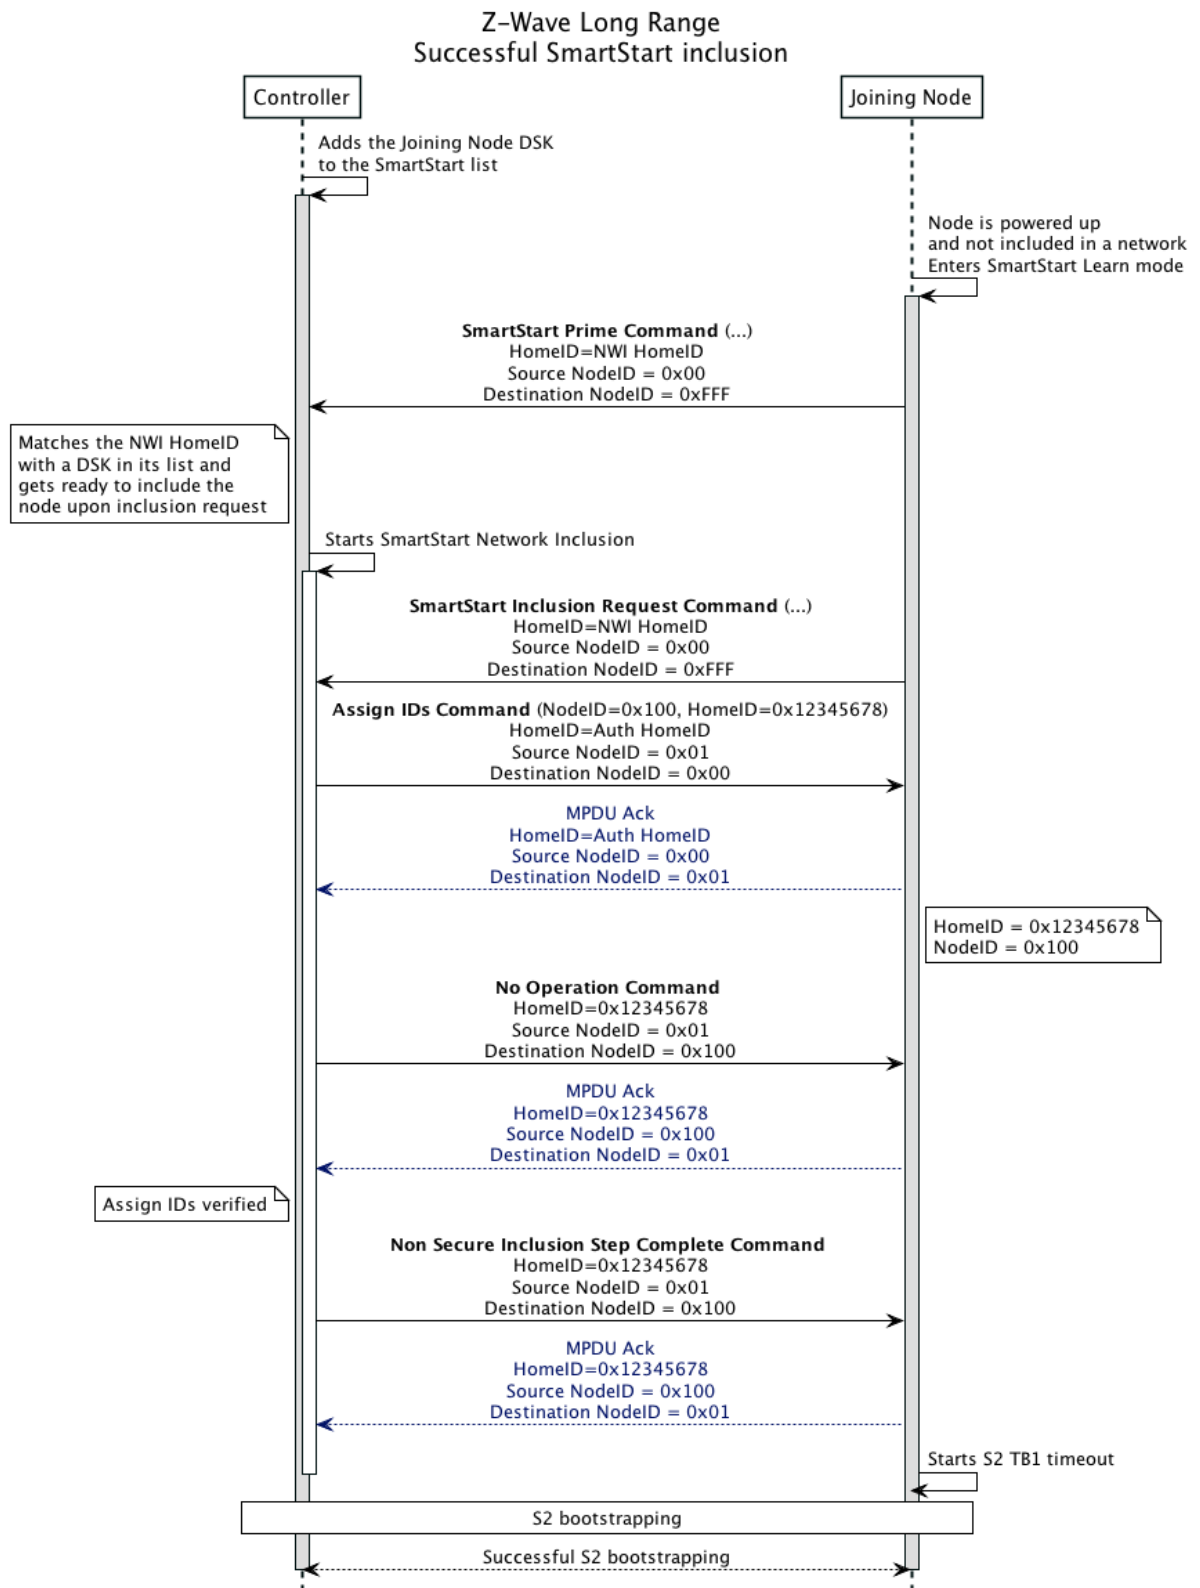 Z-Wave Long Range
Successful SmartStart inclusion
Controller
Joining Node
Adds the Joining Node DSK
to the SmartStart list
Node is powered up
and not included in a network
Enters SmartStart Learn mode
SmartStart Prime Command (...)
HomeID=NWI HomeID
Source NodeID = 0x00
Destination NodeID = 0xFFF
Matches the NWI HomeID
with a DSK in its list and
gets ready to include the
node upon inclusion request
Starts SmartStart Network Inclusion
SmartStart Inclusion Request Command (...)
HomeID=NWI HomeID
Source NodeID = 0x00
Destination NodeID = 0xFFF
Assign IDs Command (NodeID=0x100, HomeID=0x12345678)
HomeID=Auth HomeID
Source NodeID = 0x01
Destination NodeID = 0x00
MPDU Ack
HomeID=Auth HomeID
Source NodeID = 0x00
Destination NodeID = 0x01
HomeID = 0x12345678
NodeID = 0x100
No Operation Command
HomeID=0x12345678
Source NodeID = 0x01
Destination NodeID = 0x100
MPDU Ack
HomeID=0x12345678
Source NodeID = 0x100
Destination NodeID = 0x01
Assign IDs verified
Non Secure Inclusion Step Complete Command
HomeID=0x12345678
Source NodeID = 0x01
Destination NodeID = 0x100
MPDU Ack
HomeID=0x12345678
Source NodeID = 0x100
Destination NodeID = 0x01
Starts S2 TB1 timeout
S2 bootstrapping
Successful S2 bootstrapping